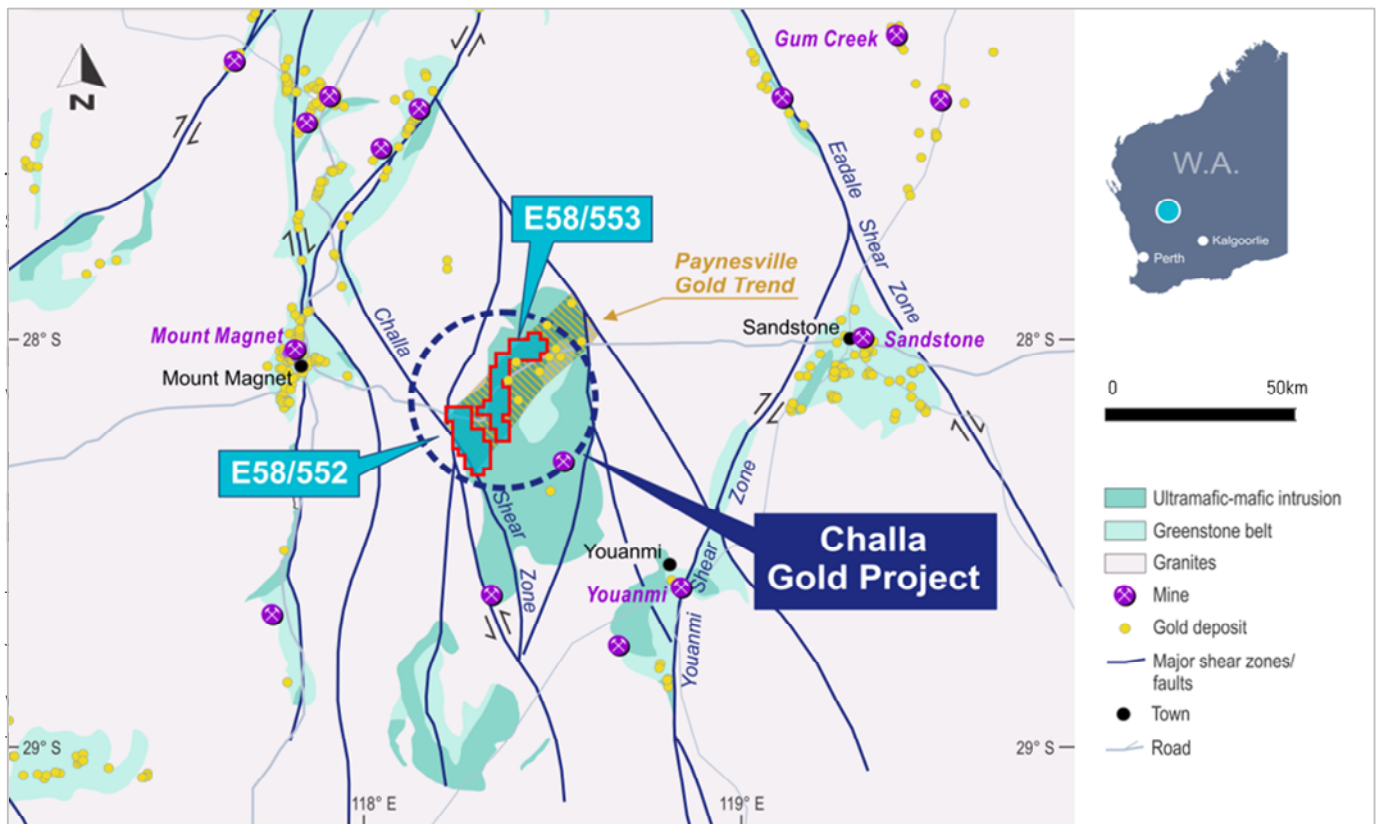 N
Gum Creek
Eadale
Shear
Zone
E58/553
Paynesville
Gold Trend
Challa
Shear
Zone
28° S
Mount Magnet
Mount Magnet
Sandstone
Sandstone
28° S
E58/552
Challa
Gold Project
Youanmi
Youanmi
Youanmi
Shear
Zone
29° S
29° S
118° E
119° E
W.A.
Kalgoorlie
Perth
0
50km
Ultramafic-mafic intrusion
Greenstone belt
Granites
Mine
Gold deposit
Major shear zones/
faults
Town
Road